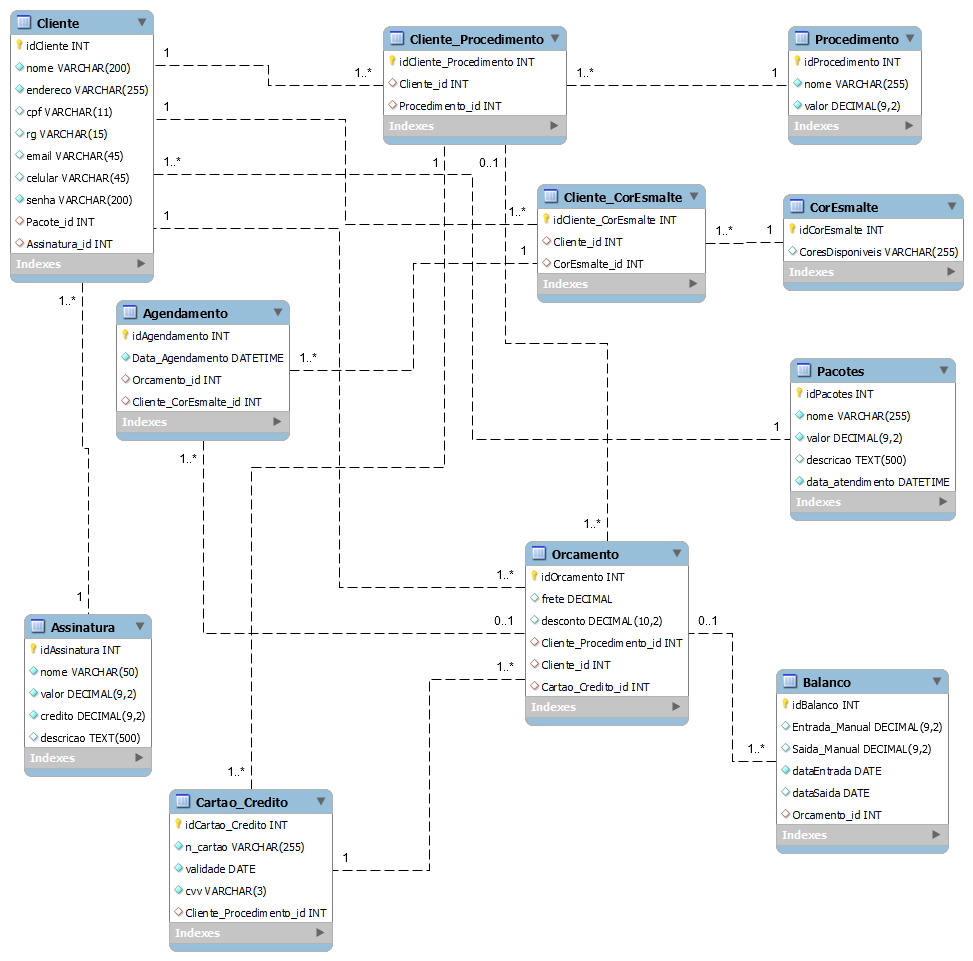 Cliente
idCliente INT
nome VARCHAR(200)
endereco VARCHAR(255)
cpf VARCHAR(11)
rg VARCHAR(15)
email VARCHAR(45)
celular VARCHAR(45)
senha VARCHAR(200)
Pacote_id INT
Assinatura_id INT
Indexes
1
1
1..*
1
1..*
Cliente_Procedimento
idCliente_Procedimento INT
Cliente_id INT
Procedimento_id INT
Indexes
1..*
1..*
1
0..1
Procedimento
idProcedimento INT
nome VARCHAR(255)
valor DECIMAL(9,2)
Indexes
1
Cliente_CorEsmalte
idCliente_CorEsmalte INT
Cliente_id INT
CorEsmalte_id INT
Indexes
1..*
1
1..*
CorEsmalte
idCorEsmalte INT
CoresDisponiveis VARCHAR(255)
Indexes
1
Agendamento
idAgendamento INT
Data_Agendamento DATETIME
Orcamento_id INT
Cliente_CorEsmalte_id INT
Indexes
1..*
1..*
Pacotes
idPacotes INT
nome VARCHAR(255)
valor DECIMAL(9,2)
descricao TEXT(500)
data_atendimento DATETIME
Indexes
1
Orcamento
idOrcamento INT
frete DECIMAL
desconto DECIMAL(10,2)
Cliente_Procedimento_id INT
Cliente_id INT
Cartao_Credito_id INT
Indexes
1..*
1..*
0..1
1..*
0..1
Assinatura
idAssinatura INT
nome VARCHAR(50)
valor DECIMAL(9,2)
credito DECIMAL(9,2)
descricao TEXT(500)
Indexes
1
Balanco
idBalanco INT
Entrada_Manual DECIMAL(9,2)
Saida_Manual DECIMAL(9,2)
dataEntrada DATE
dataSaida DATE
Orcamento_id INT
Indexes
1..*
Cartao_Credito
idCartao_Credito INT
n_cartao VARCHAR(255)
validade DATE
cvv VARCHAR(3)
Cliente_Procedimento_id INT
Indexes
1..*
1